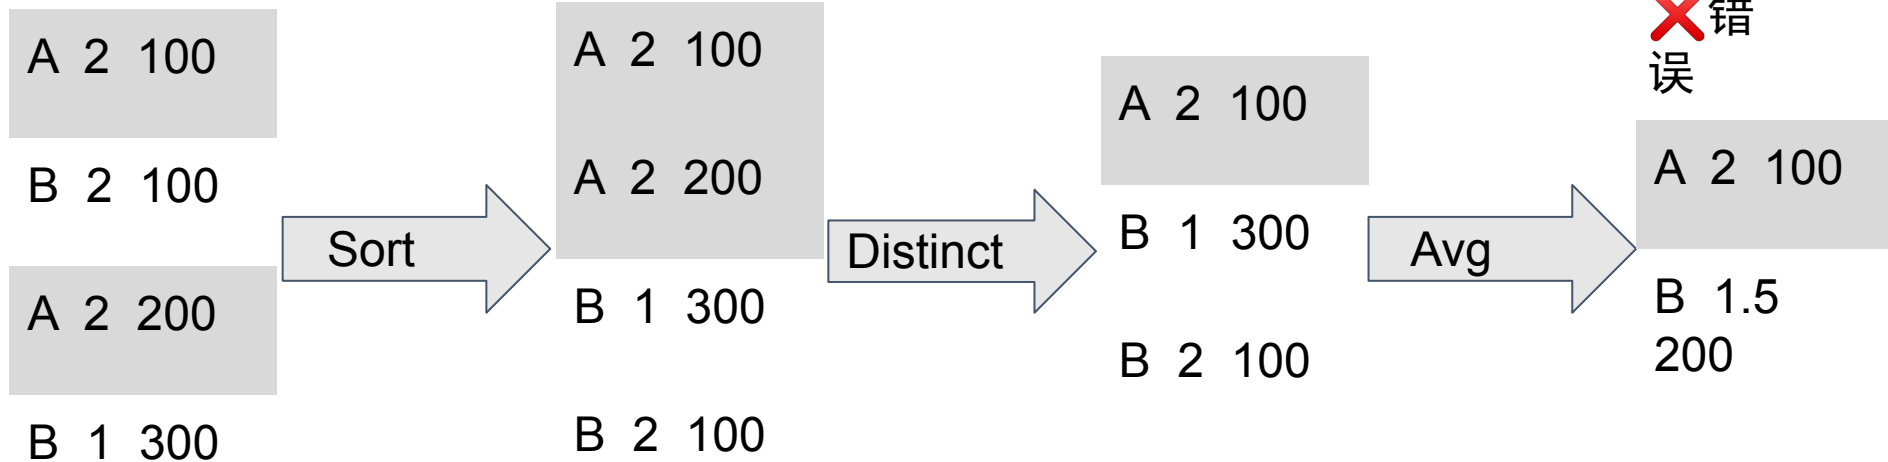 A 2 100
B 2 100
A 2 200
B 1 300
Sort
A 2 100
A 2 200
B 1 300
B 2 100
Distinct
A 2 100
B 1 300
B 2 100
Avg
❌错
误
A 2 100
B 1.5
200